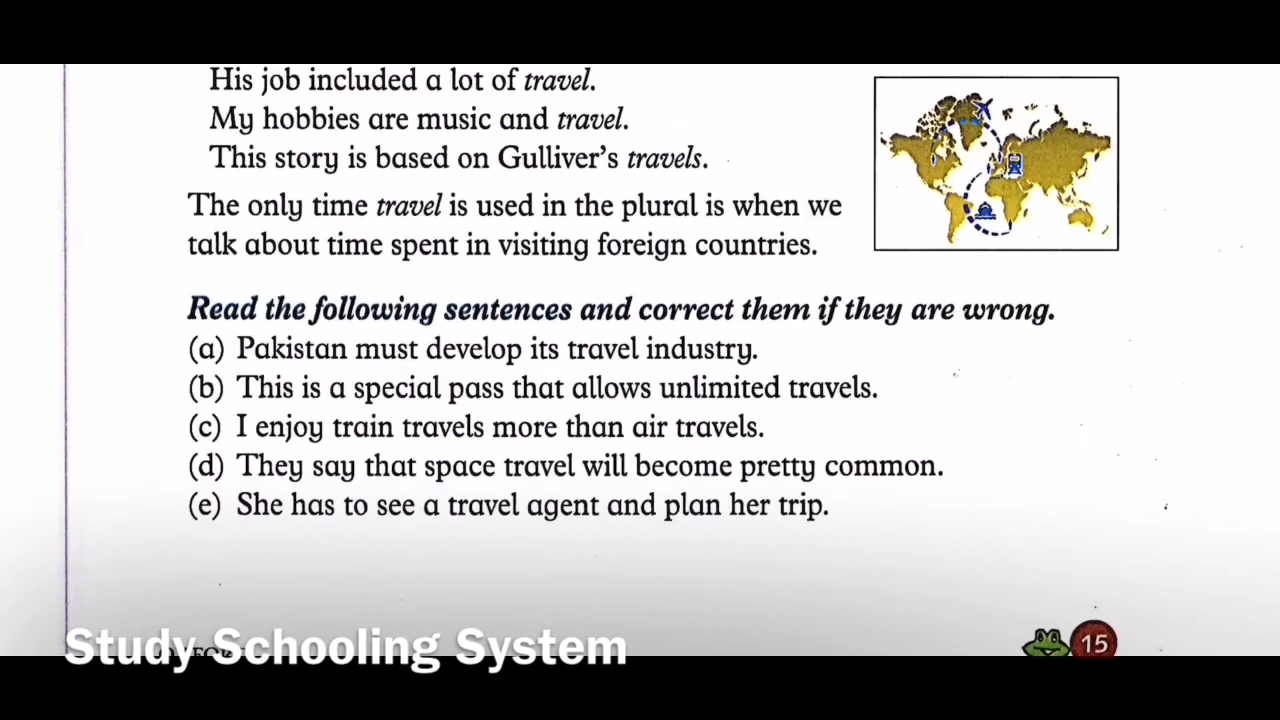 His job included a lot of travel.
My hobbies are music and travel.
This story is based on Gulliver's travels.
The only time travel is used in the plural is when we
talk about time spent in visiting foreign countries.
Read the following sentences and correct them if they are wrong.
(a) Pakistan must develop its travel industry.
(b) This is a special pass that allows unlimited travels.
(c) I enjoy train travels more than air travels.
(d) They say that space travel will become pretty common.
(e) She has to see a travel agent and plan her trip.
Study Schooling System
15